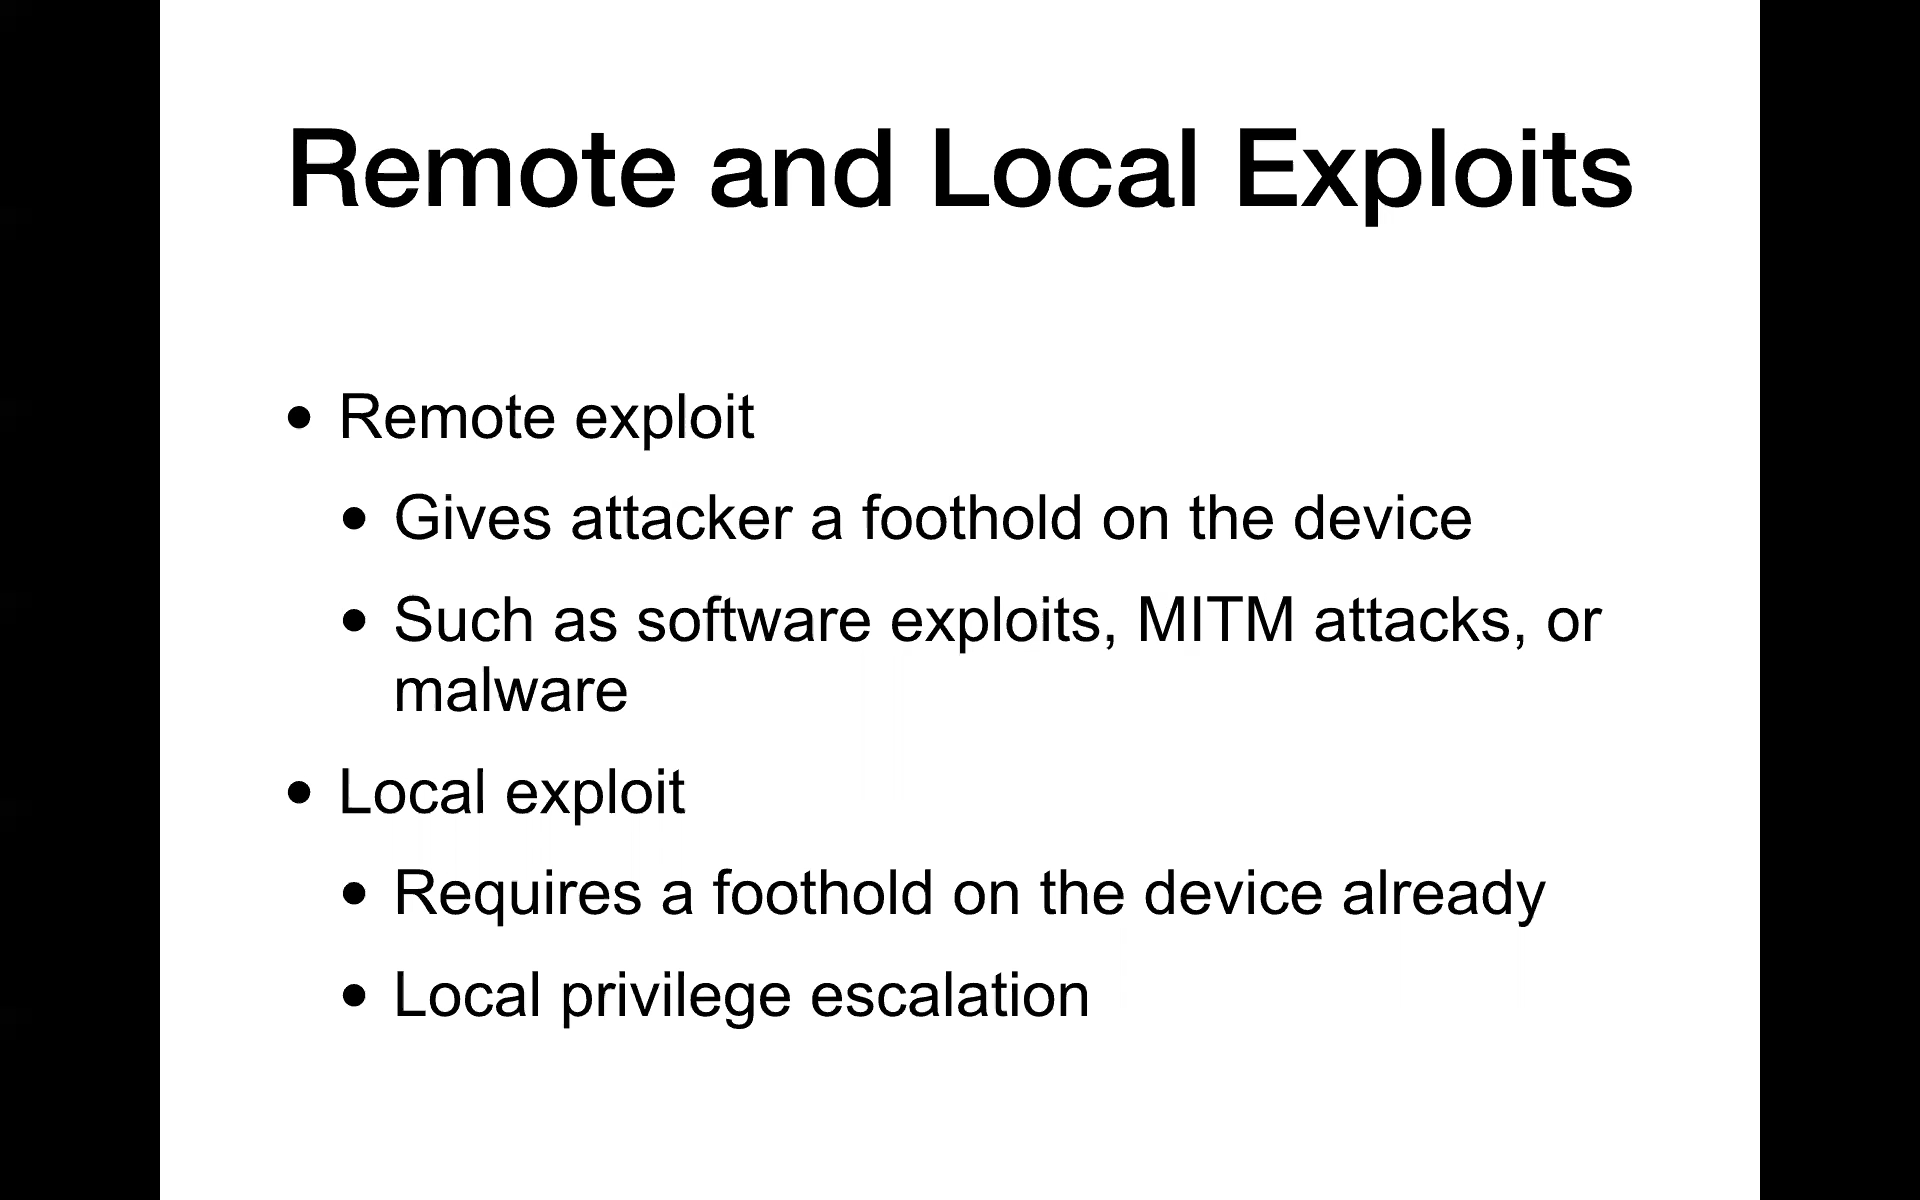 Remote and Local Exploits
• Remote exploit
• Gives attacker a foothold on the device
• Such as software exploits, MITM attacks, or
malware
• Local exploit
• Requires a foothold on the device already
• Local privilege escalation